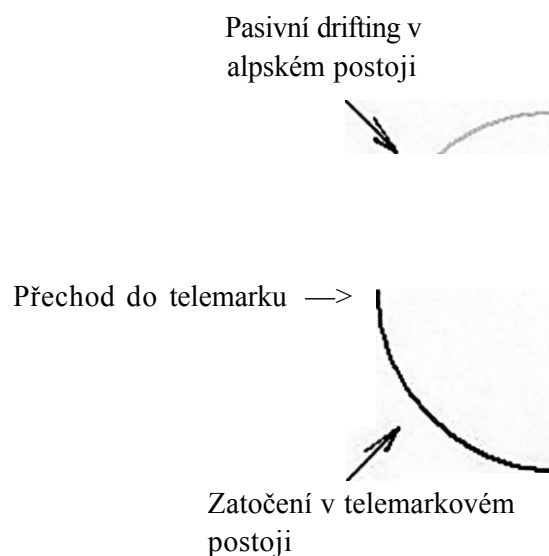 Pasivní drifting v
alpském postoji
Přechod do telemarku —>
Zatočení v telemarkovém
postoji